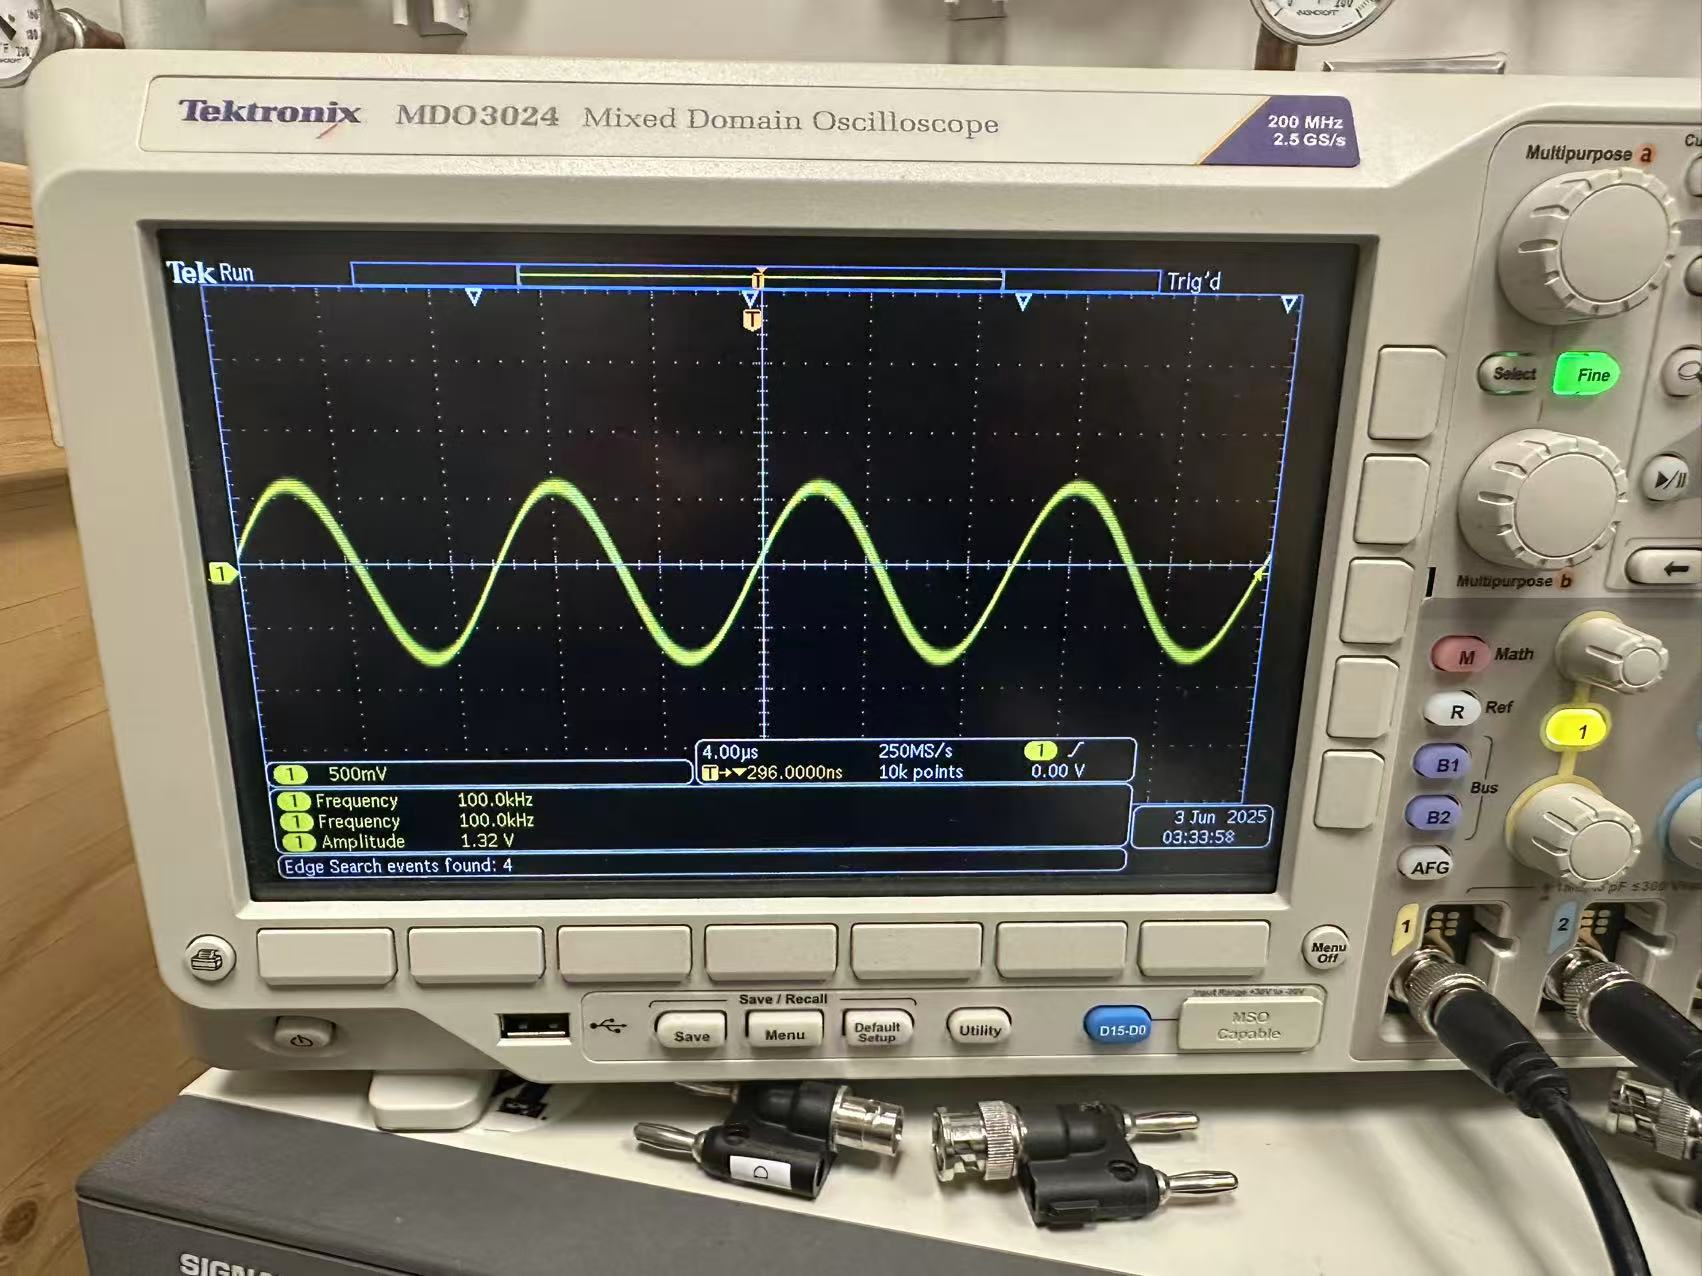 Tektronix MDO3024 Mixed Domain Oscilloscope
200 MHz
2.5 GS/s
Multipurpose a
Tek Run
T
Trig'd
T
Select
Fine
1
Multipurpose b
M Math
R Ref
1
B1
Bus
B2
AFG
4.00µs 250MS/s 1
T→▼296.0000ns 10k points 0.00 V
1 500mV
1 Frequency 100.0kHz
1 Frequency 100.0kHz
1 Amplitude 1.32 V
3 Jun 2025
03:33:58
Edge Search events found: 4
1
2
Menu
Off
Save / Recall
Save
Menu
Default
Setup
Utility
D15-D0
MSO
Capable
D